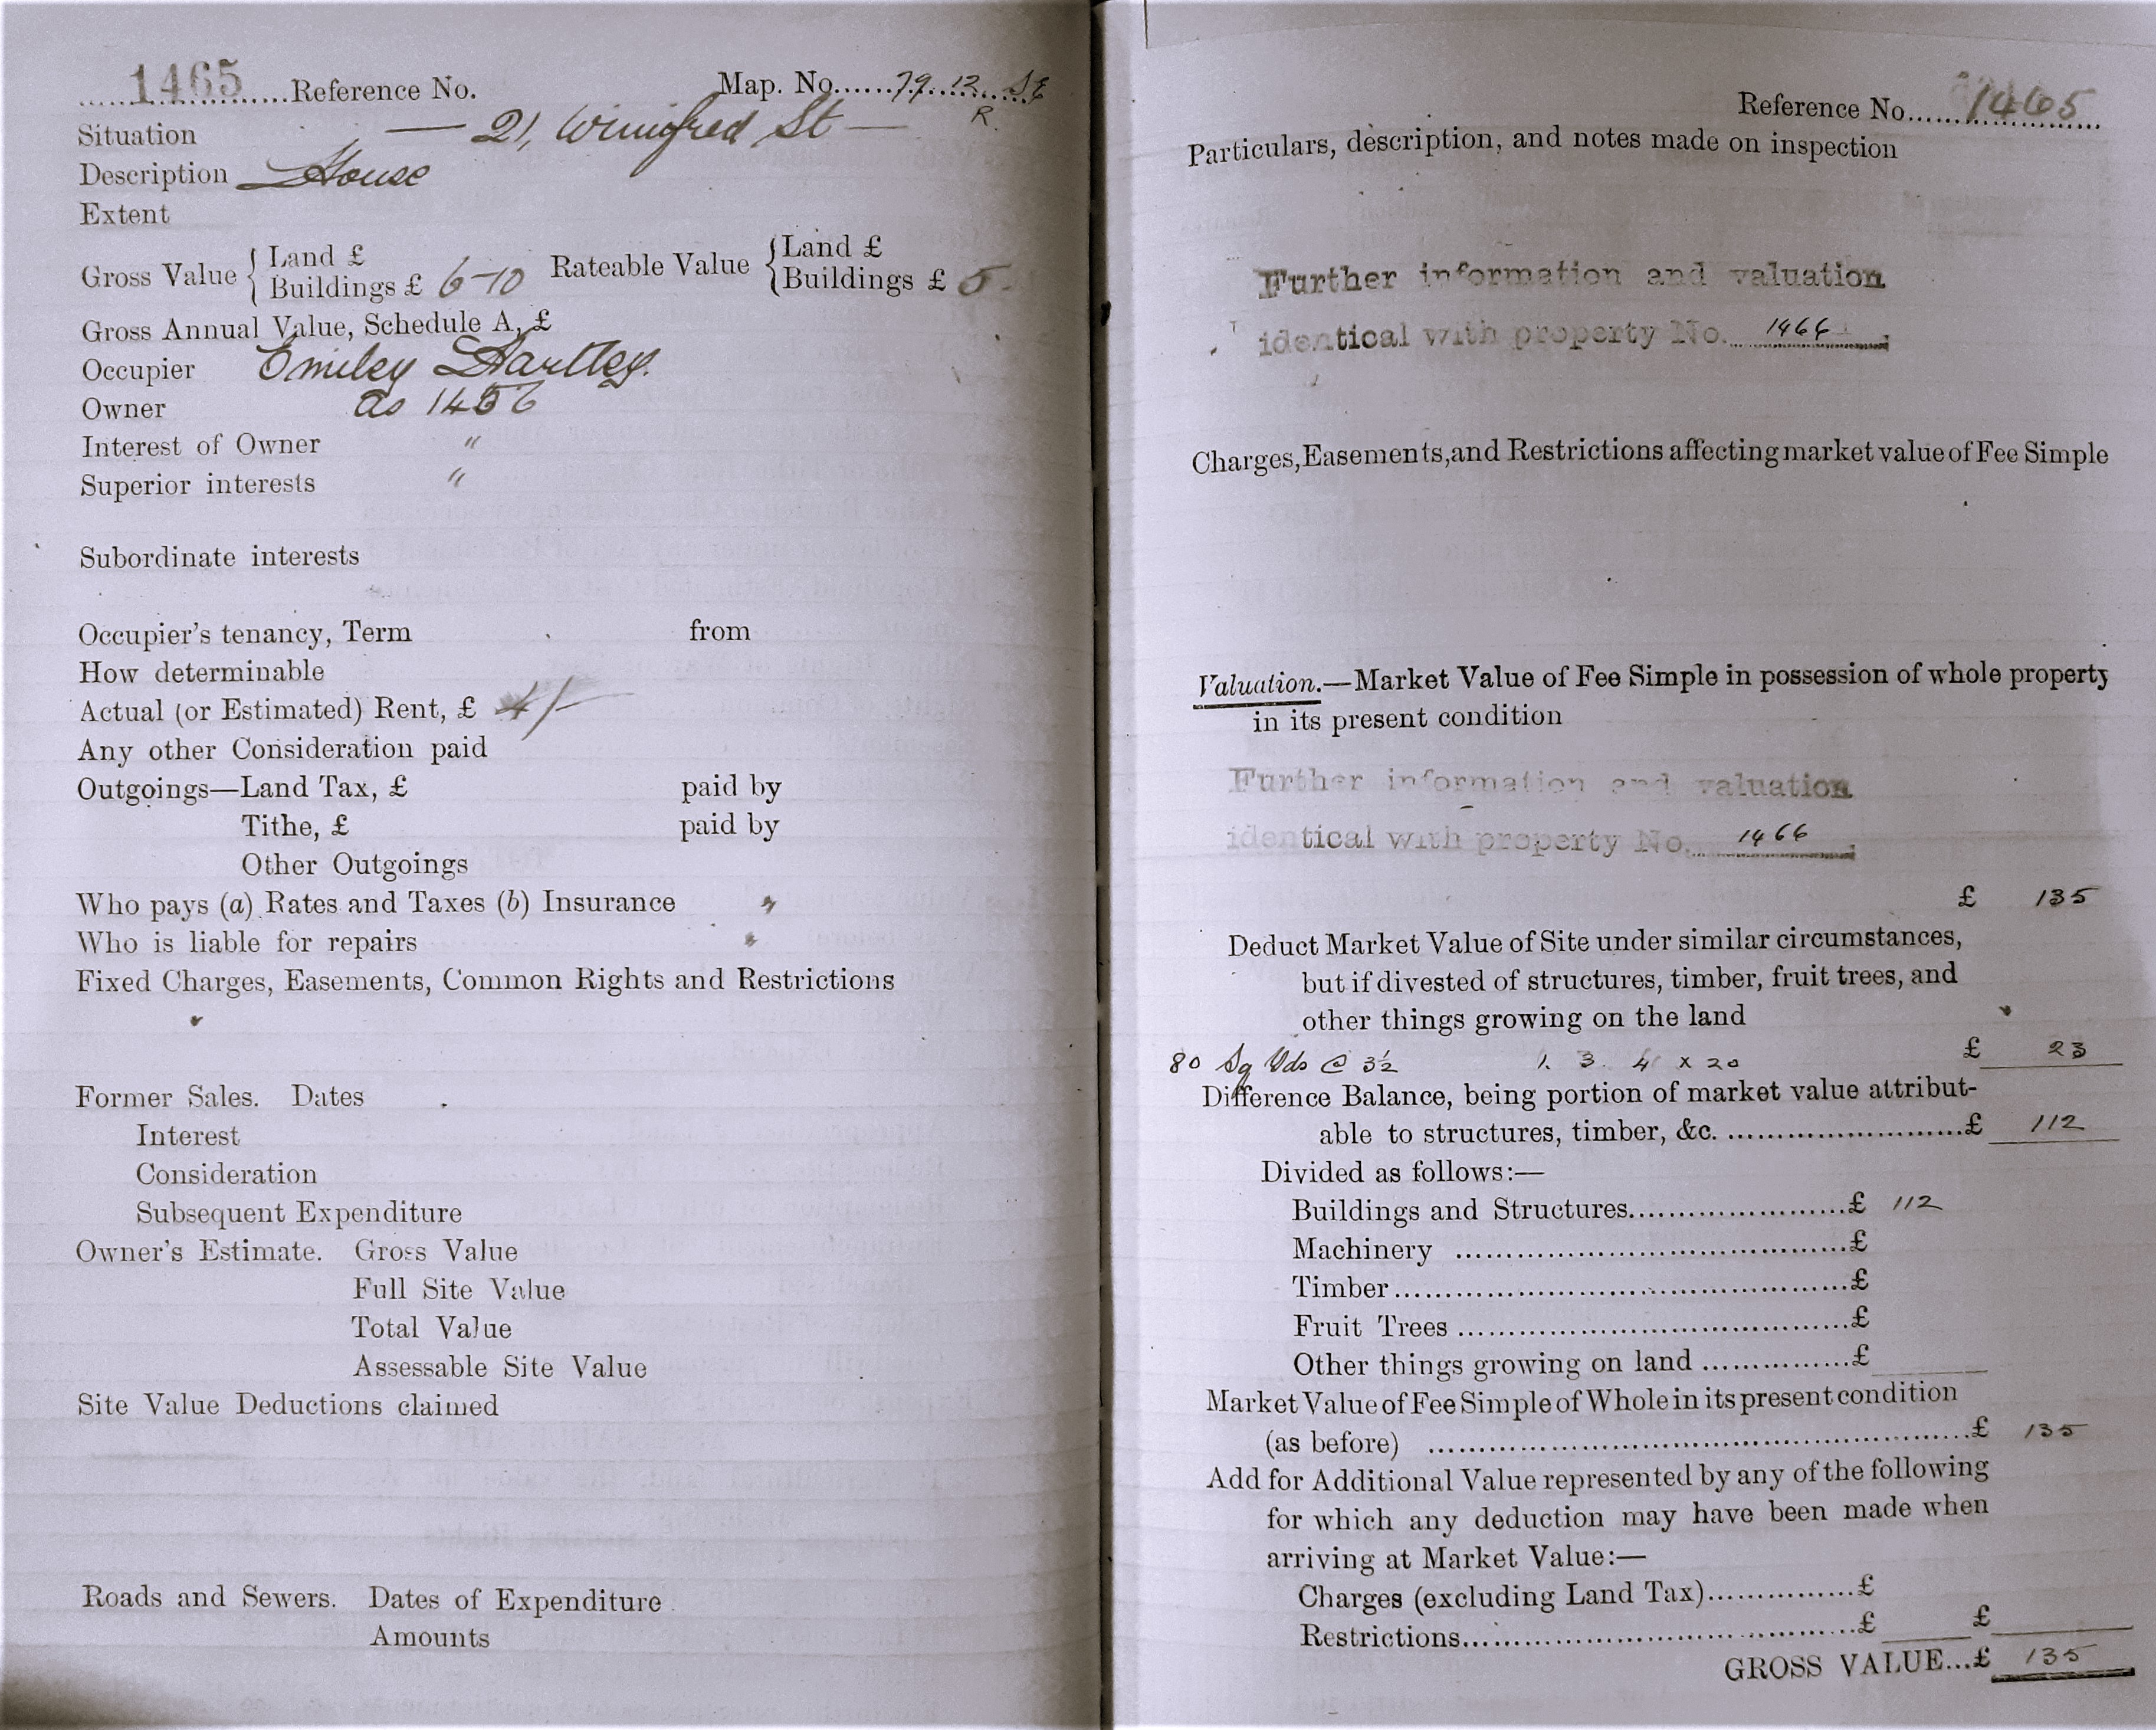 1465 Reference No. Map. No. 79.12. S.E
R.
Situation — 21, Winifred St —
Description House
Extent
Gross Value { Land £ Rateable Value { Land £
Buildings £ 6-10 Buildings £ 5
Gross Annual Value, Schedule A, £
Occupier Emiley Hartley.
Owner as 1456
Interest of Owner "
Superior interests "
Subordinate interests
Occupier's tenancy, Term from
How determinable
Actual (or Estimated) Rent, £ 4/-
Any other Consideration paid
Outgoings—Land Tax, £ paid by
Tithe, £ paid by
Other Outgoings
Who pays (a) Rates and Taxes (b) Insurance "
Who is liable for repairs "
Fixed Charges, Easements, Common Rights and Restrictions
Former Sales. Dates
Interest
Consideration
Subsequent Expenditure
Owner's Estimate. Gross Value
Full Site Value
Total Value
Assessable Site Value
Site Value Deductions claimed
Roads and Sewers. Dates of Expenditure
Amounts
Reference No. 1465
Particulars, description, and notes made on inspection
Further information and valuation
identical with property No. 1466
Charges, Easements, and Restrictions affecting market value of Fee Simple
Valuation.—Market Value of Fee Simple in possession of whole property
in its present condition
Further information and valuation
identical with property No. 1466
£ 135
Deduct Market Value of Site under similar circumstances,
but if divested of structures, timber, fruit trees, and
other things growing on the land
80 Sq Yds @ 3½ 1. 3. 4 x 20 £ 23
Difference Balance, being portion of market value attribut-
able to structures, timber, &c. £ 112
Divided as follows:—
Buildings and Structures £ 112
Machinery £
Timber £
Fruit Trees £
Other things growing on land £
Market Value of Fee Simple of Whole in its present condition
(as before) £ 135
Add for Additional Value represented by any of the following
for which any deduction may have been made when
arriving at Market Value:—
Charges (excluding Land Tax) £
Restrictions £ £
GROSS VALUE...£ 135